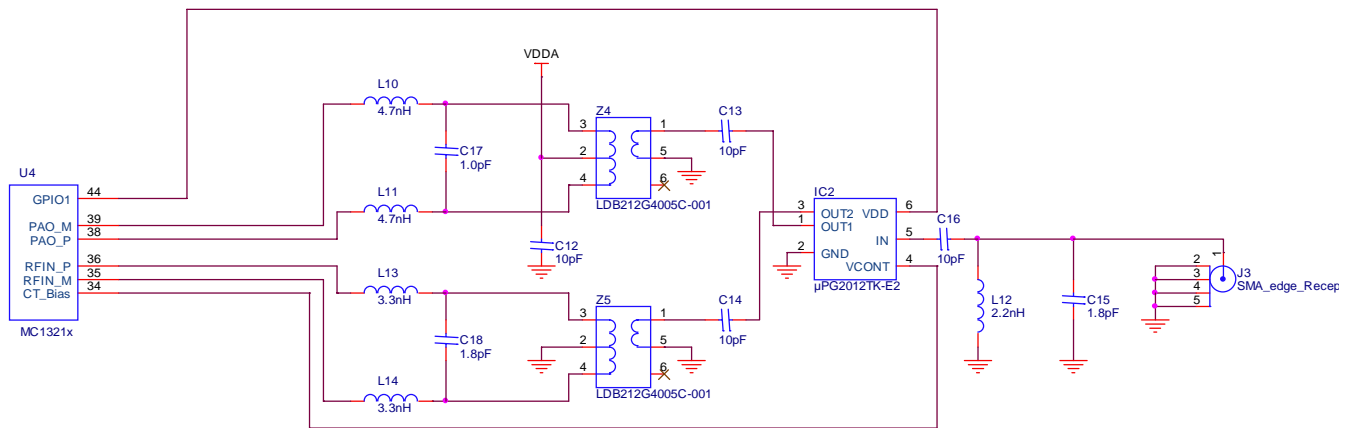 VDDA
L10
4.7nH
C17
1.0pF
L11
4.7nH
Z4
3
2
4
1
5
6
LDB212G4005C-001
C13
10pF
C12
10pF
U4
GPIO1
44
PAO_M
39
PAO_P
38
RFIN_P
36
RFIN_M
35
CT_Bias
34
MC1321x
L13
3.3nH
C18
1.8pF
L14
3.3nH
Z5
3
2
4
1
5
6
LDB212G4005C-001
C14
10pF
IC2
3 OUT2 VDD 6
1 OUT1
IN 5
2 GND
VCONT 4
µPG2012TK-E2
C16
10pF
L12
2.2nH
C15
1.8pF
1
2
3
4
5
J3
SMA_edge_Recep